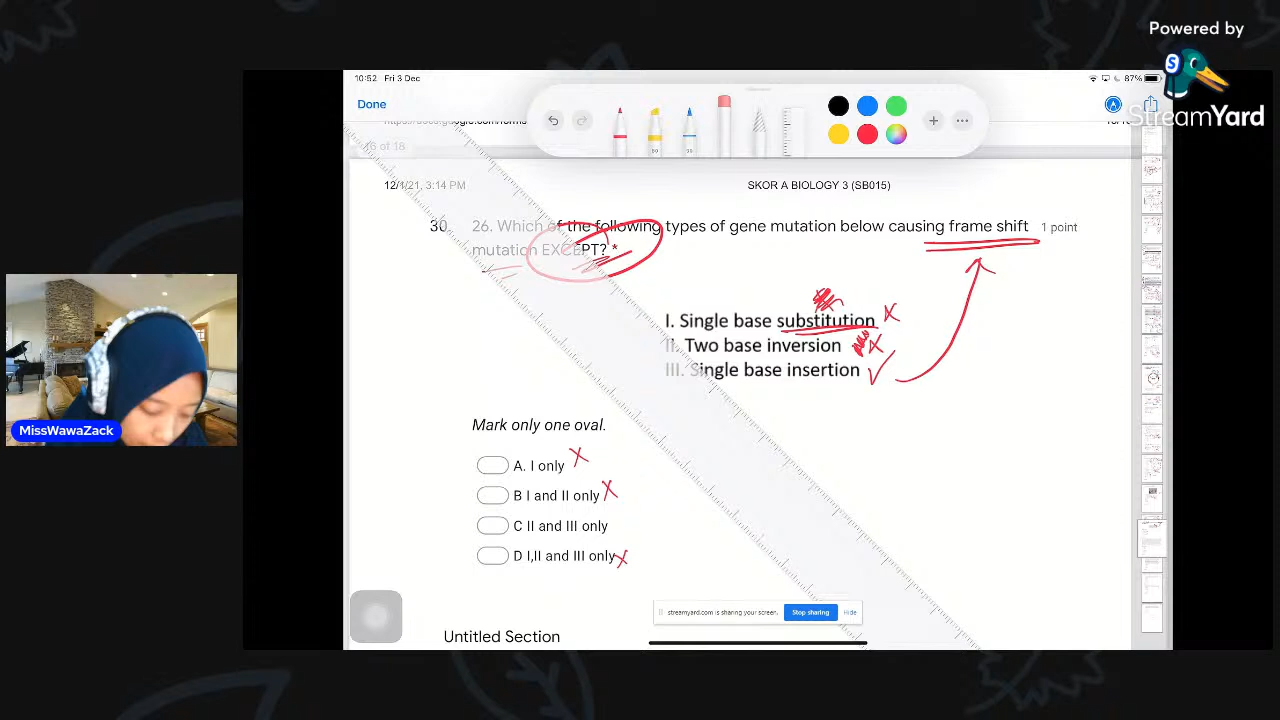 Powered by
StreamYard
10:52 Fri 3 Dec
87%
Done
16 of 18
12/4/21, 3:14 PM
SKOR A BIOLOGY 3 (SB015)
30 26. Which of the following types of gene mutation below causing frame shift 1 point
mutation EXCEPT? *
I. Single base substitution
II. Two base inversion
III. Single base insertion
Mark only one oval.
A. I only
B I and II only
C II and III only
D I,II and III only
MissWawaZack
streamyard.com is sharing your screen. Stop sharing Hide
Untitled Section